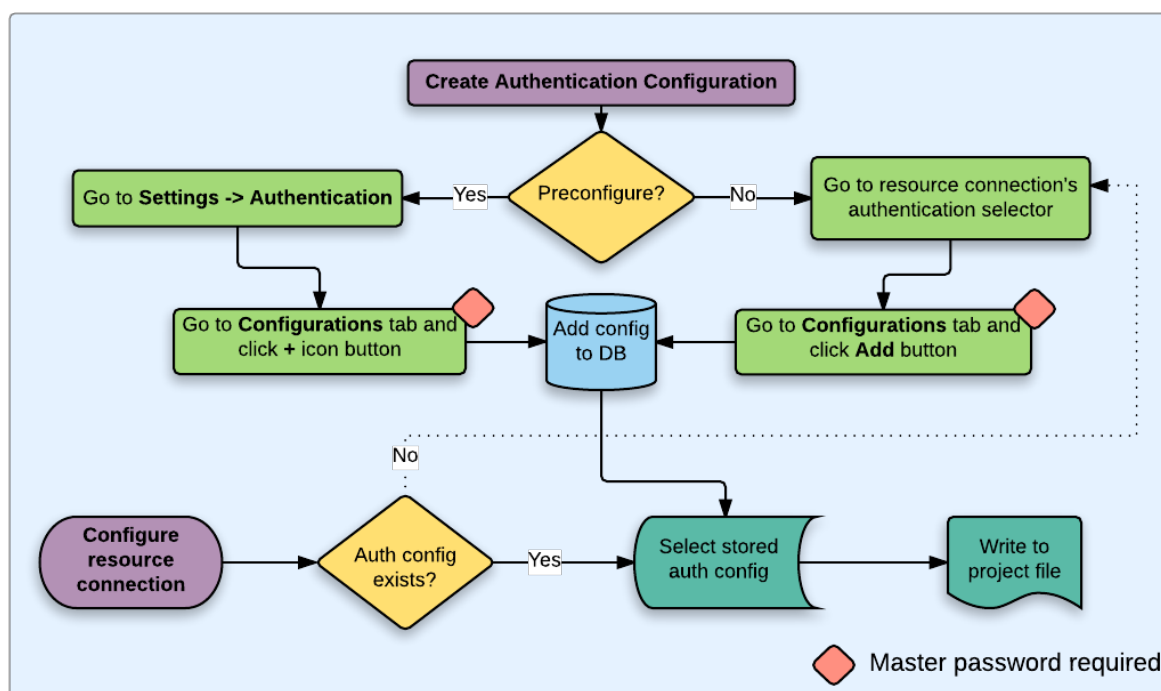 Create Authentication Configuration
Preconfigure?
Yes
No
Go to Settings -> Authentication
Go to resource connection's
authentication selector
Go to Configurations tab and
click + icon button
Add config
to DB
Go to Configurations tab and
click Add button
No
Configure
resource
connection
Auth config
exists?
Yes
Select stored
auth config
Write to
project file
Master password required